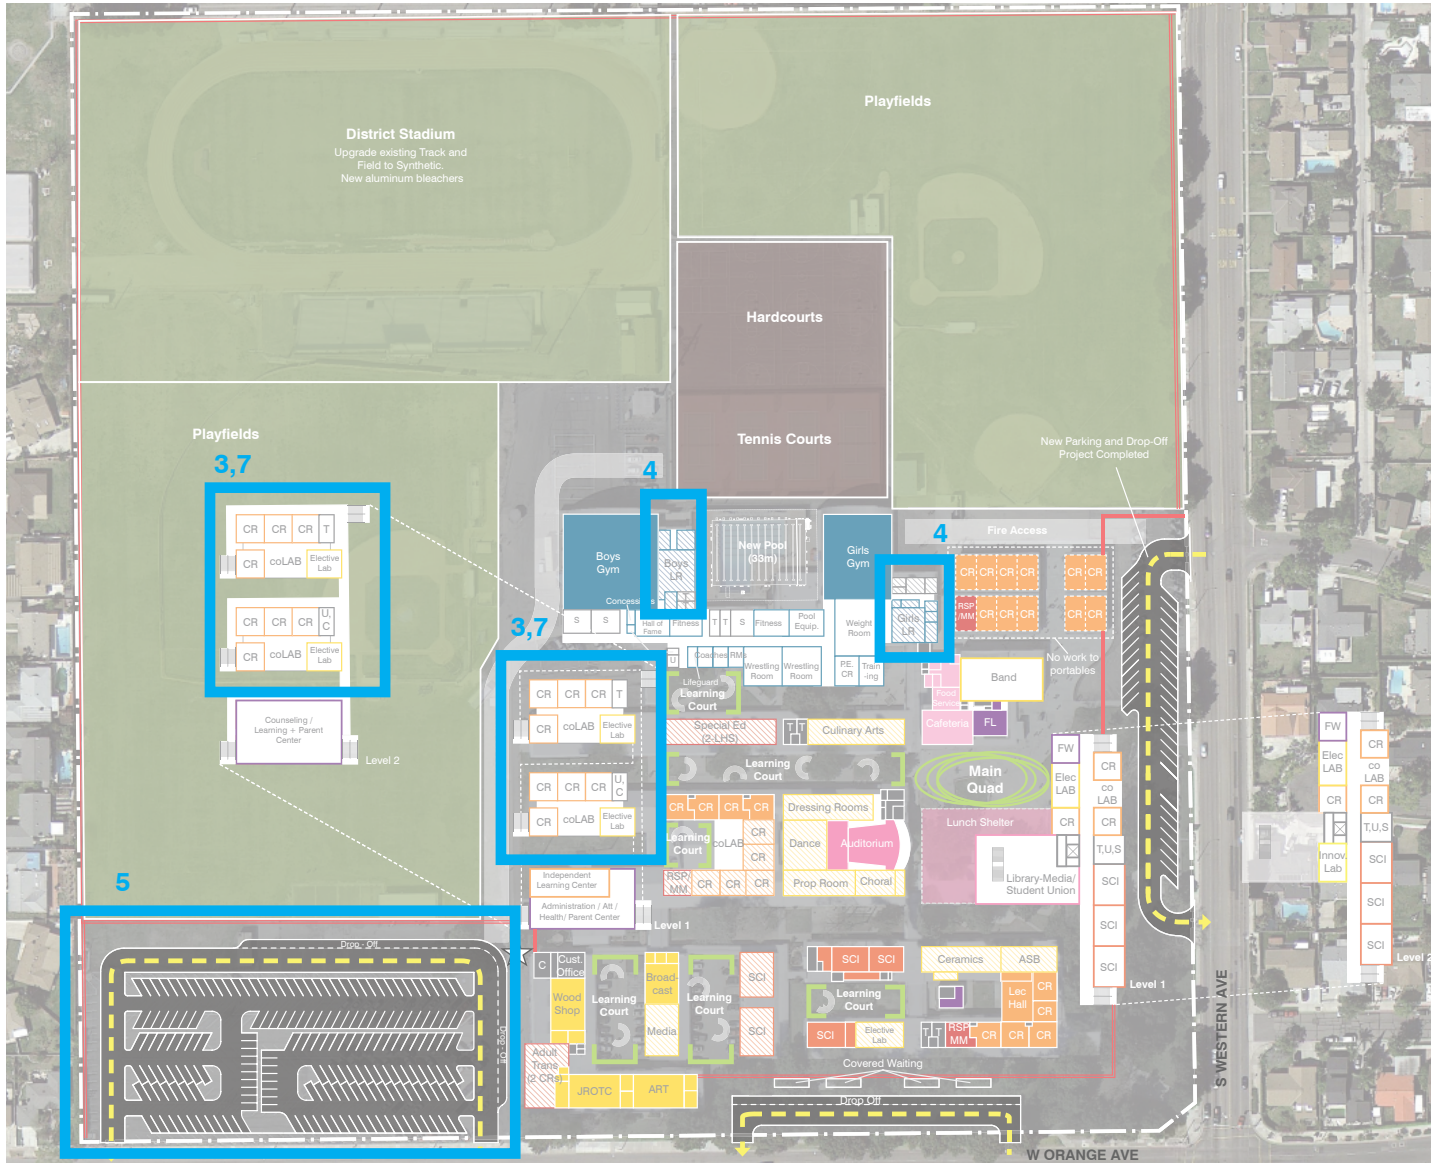 District Stadium
Upgrade existing Track and
Field to Synthetic.
New aluminum bleachers
Playfields
Hardcourts
Tennis Courts
New Parking and Drop-Off
Project Completed
Playfields
3,7
CR CR CR T
CR coLAB Elective
Lab
CR CR CR U,
C
CR coLAB Elective
Lab
Counseling /
Learning + Parent
Center
Level 2
4
Boys
Gym
Boys
LR
New Pool
(33m)
Girls
Gym
4
Fire Access
Girls
LR
CR CR CR CR
CR CR
RSP
/MM
CR CR CR
CR CR
No work to
portables
S S
Hall of
Fame
Fitness
T T S Fitness
Pool
Equip.
Weight
Room
U
Coaches RMs
Lifeguard
Wrestling
Room
Wrestling
Room
P.E.
CR
Train
-ing
Learning
Court
Food
Service
Band
Cafeteria
FL
3,7
CR CR CR T
CR coLAB Elective
Lab
CR CR CR U,
C
CR coLAB Elective
Lab
Special Ed
(2-LHS)
T T
Culinary Arts
Learning
Court
Main
Quad
CR CR CR CR
Learning
Court
coLAB
CR
CR
RSP/
MM
CR CR CR
Dressing Rooms
Dance
Auditorium
Prop Room
Choral
Lunch Shelter
Library-Media/
Student Union
FW
Elec
LAB
CR
CR
co
LAB
CR
T,U,S
SCI
SCI
SCI
Level 1
FW
Elec
LAB
CR
Innov.
Lab
CR
co
LAB
CR
T,U,S
SCI
SCI
SCI
Level 2
Independent
Learning Center
Administration / Att /
Health/ Parent Center
Level 1
5
Drop - Off
Drop - Off
C
Cust.
Office
Wood
Shop
Learning
Court
Broad-
cast
Media
Learning
Court
SCI
SCI
Adult
Trans
(2 CRs)
JROTC
ART
SCI SCI
Learning
Court
SCI
Elective
Lab
Ceramics
ASB
Lec
Hall
CR
CR
T T
RSP
MM
CR CR CR
Covered Waiting
Drop Off
W ORANGE AVE
S WESTERN AVE